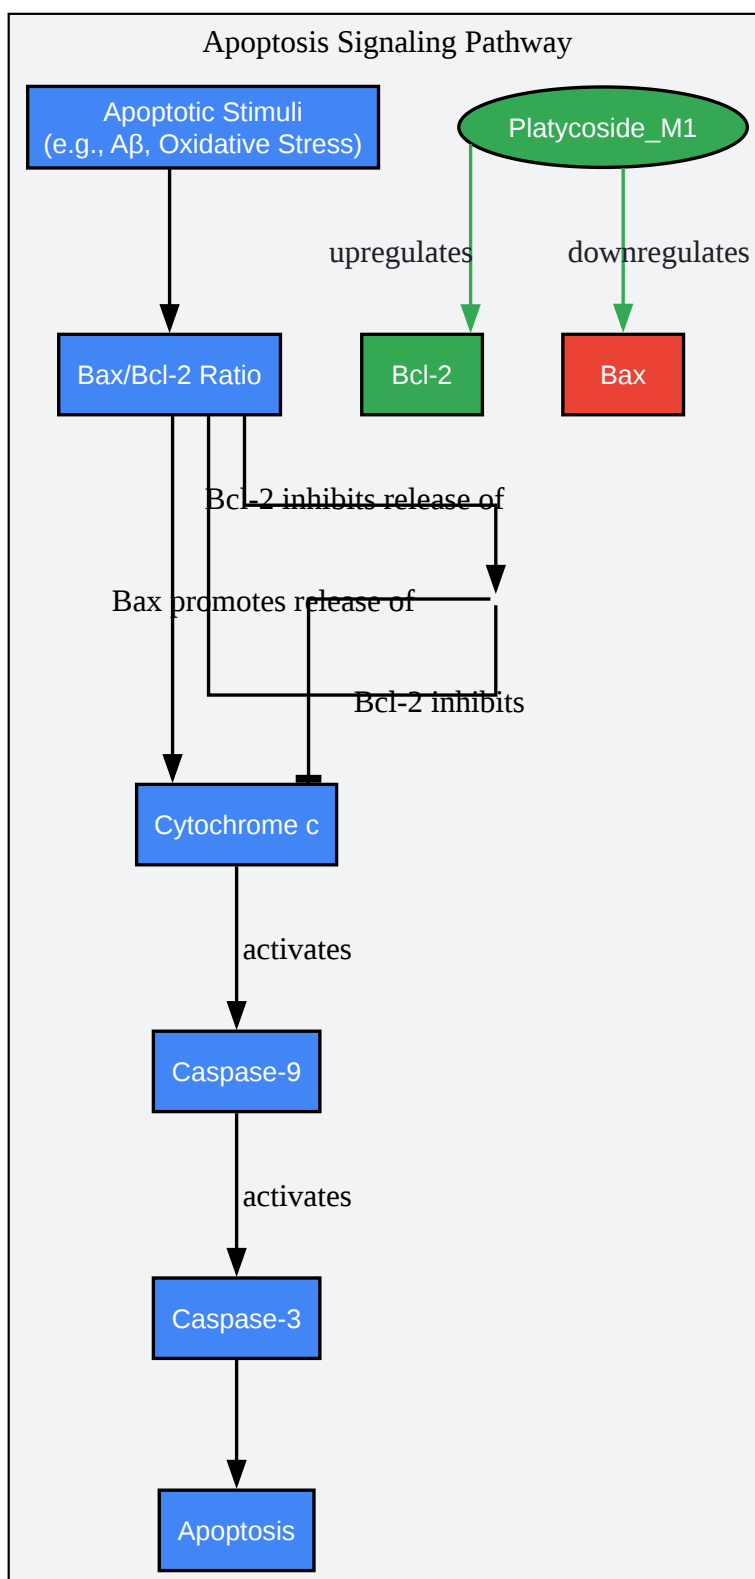 Apoptosis Signaling Pathway
Apoptotic Stimuli
(e.g., Aβ, Oxidative Stress)
Platycoside_M1
upregulates
downregulates
Bax/Bcl-2 Ratio
Bcl-2
Bax
Bcl-2 inhibits release of
Bax promotes release of
Bcl-2 inhibits
Cytochrome c
activates
Caspase-9
activates
Caspase-3
Apoptosis